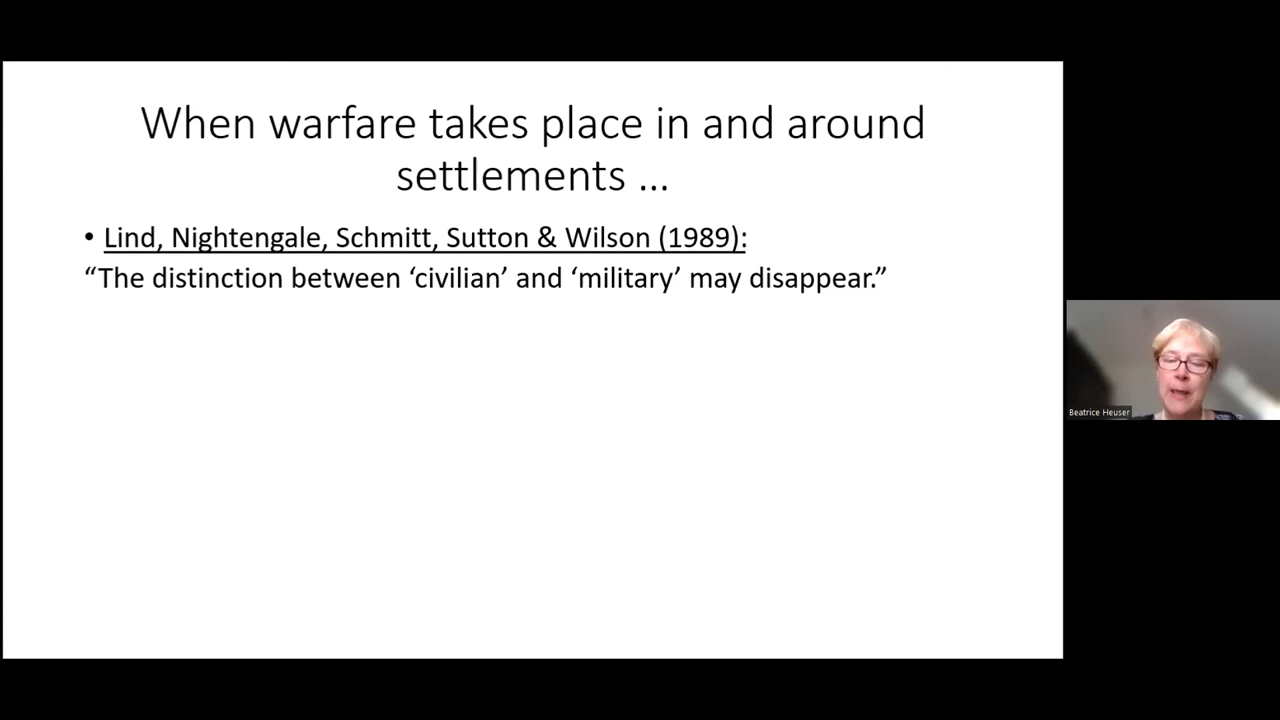 When warfare takes place in and around
settlements ...
• Lind, Nightengale, Schmitt, Sutton & Wilson (1989):
“The distinction between ‘civilian’ and ‘military’ may disappear.”
Beatrice Heuser